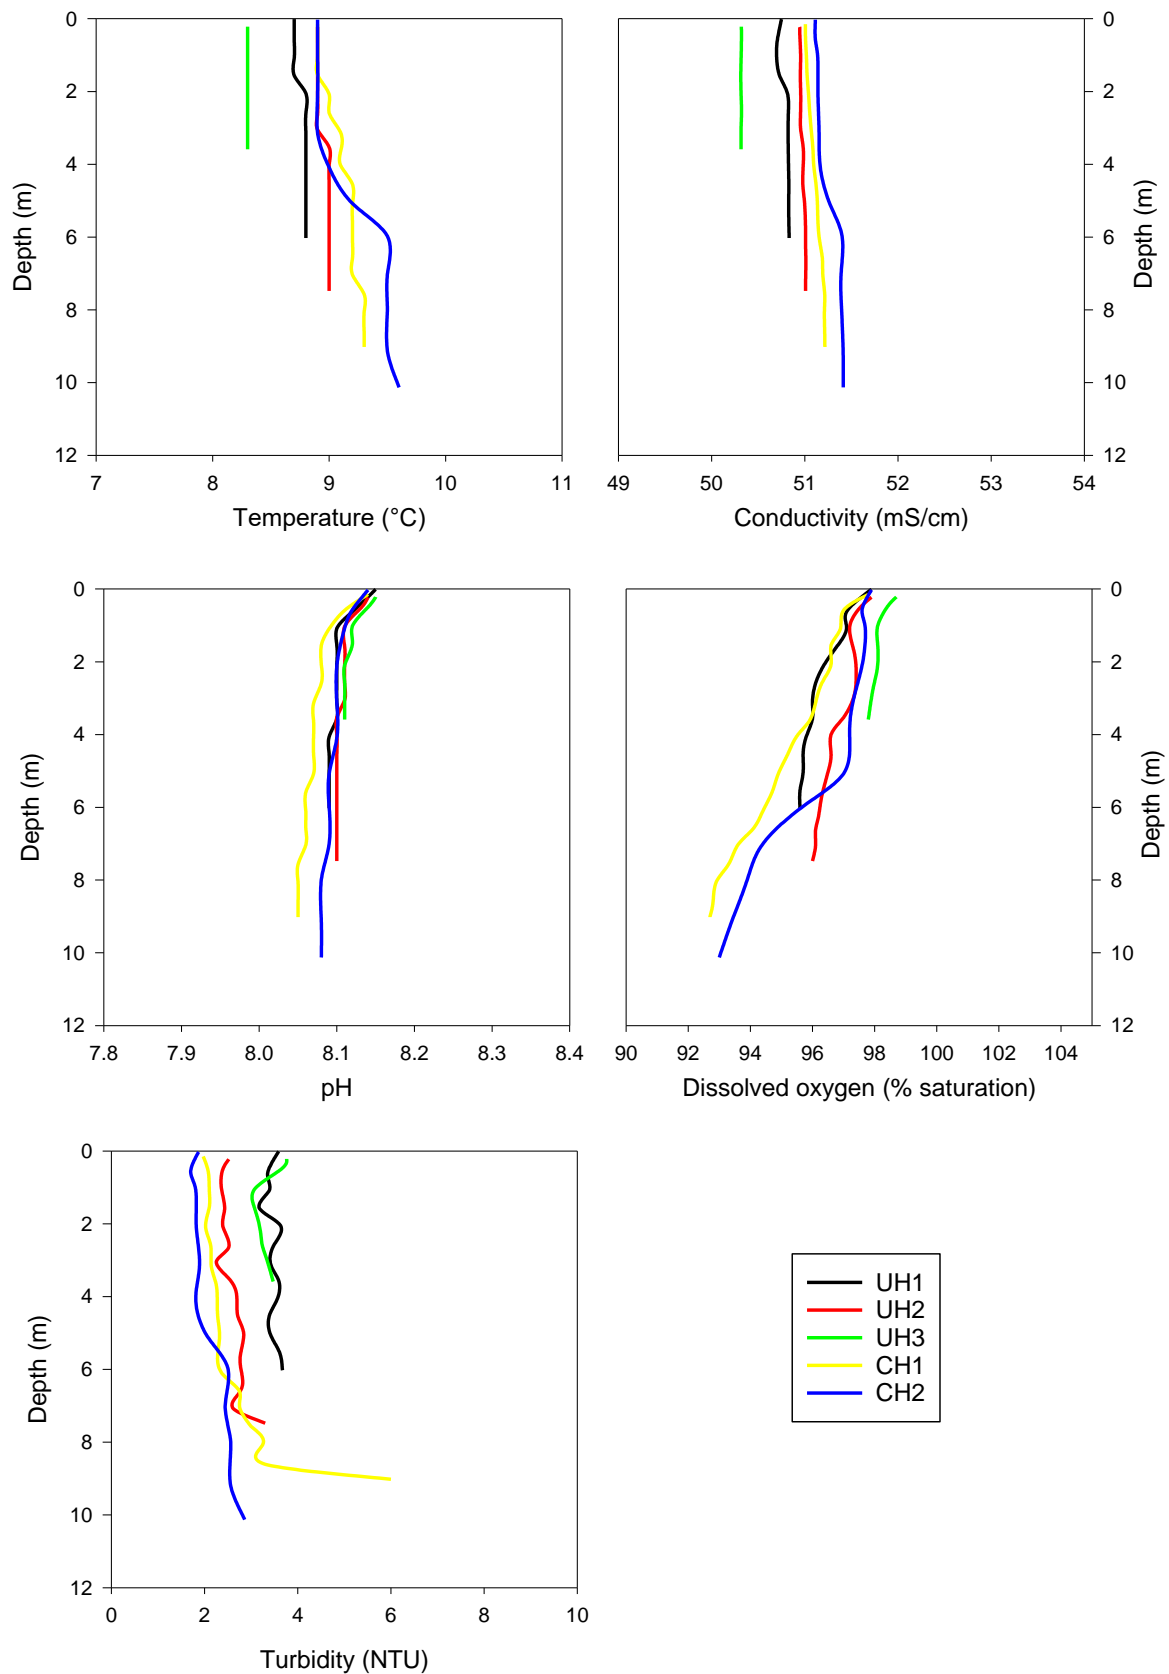 0
2
4
6
8
10
12
Depth (m)
7 8 9 10 11
Temperature (°C)
0
2
4
6
8
10
12
Depth (m)
49 50 51 52 53 54
Conductivity (mS/cm)
0
2
4
6
8
10
12
Depth (m)
7.8 7.9 8.0 8.1 8.2 8.3 8.4
pH
0
2
4
6
8
10
12
Depth (m)
90 92 94 96 98 100 102 104
Dissolved oxygen (% saturation)
0
2
4
6
8
10
12
Depth (m)
0 2 4 6 8 10
Turbidity (NTU)
UH1
UH2
UH3
CH1
CH2